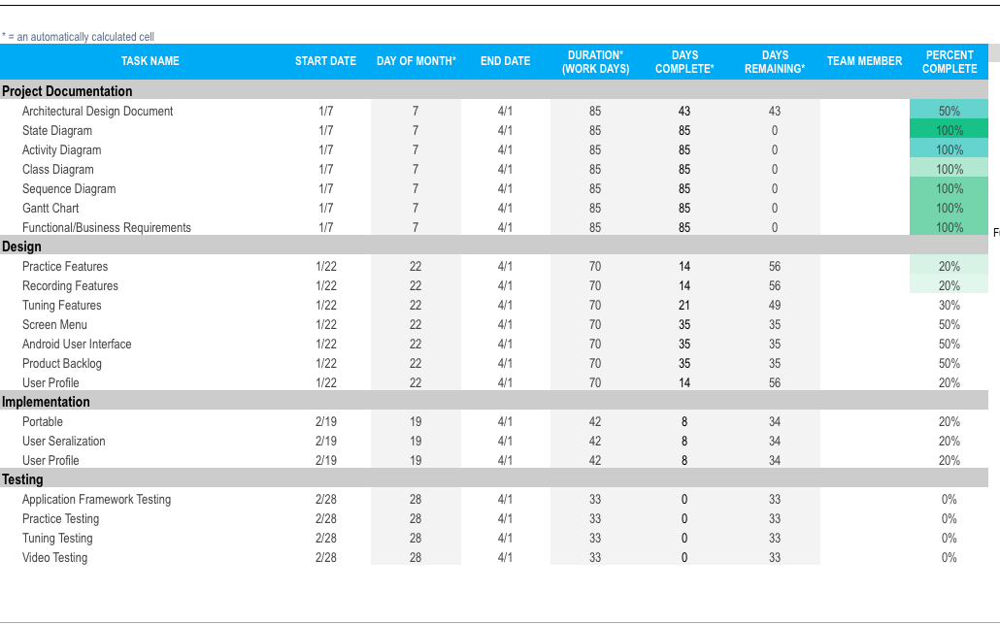 * = an automatically calculated cell
TASK NAME START DATE DAY OF MONTH* END DATE DURATION* (WORK DAYS) DAYS COMPLETE* DAYS REMAINING* TEAM MEMBER PERCENT COMPLETE
Project Documentation
Architectural Design Document 1/7 7 4/1 85 43 43 50%
State Diagram 1/7 7 4/1 85 85 0 100%
Activity Diagram 1/7 7 4/1 85 85 0 100%
Class Diagram 1/7 7 4/1 85 85 0 100%
Sequence Diagram 1/7 7 4/1 85 85 0 100%
Gantt Chart 1/7 7 4/1 85 85 0 100%
Functional/Business Requirements 1/7 7 4/1 85 85 0 100%
Design
Practice Features 1/22 22 4/1 70 14 56 20%
Recording Features 1/22 22 4/1 70 14 56 20%
Tuning Features 1/22 22 4/1 70 21 49 30%
Screen Menu 1/22 22 4/1 70 35 35 50%
Android User Interface 1/22 22 4/1 70 35 35 50%
Product Backlog 1/22 22 4/1 70 35 35 50%
User Profile 1/22 22 4/1 70 14 56 20%
Implementation
Portable 2/19 19 4/1 42 8 34 20%
User Seralization 2/19 19 4/1 42 8 34 20%
User Profile 2/19 19 4/1 42 8 34 20%
Testing
Application Framework Testing 2/28 28 4/1 33 0 33 0%
Practice Testing 2/28 28 4/1 33 0 33 0%
Tuning Testing 2/28 28 4/1 33 0 33 0%
Video Testing 2/28 28 4/1 33 0 33 0%